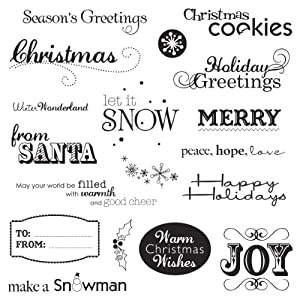 Season's Greetings
Christmas
cookies
Christmas
Holiday
Greetings
Winter Wonderland
let it
SNOW
MERRY
from
SANTA
peace, hope, love
May your world be filled
with warmth
and good cheer
Happy
Holidays
TO:
FROM:
Warm
Christmas
Wishes
JOY
make a Snowman